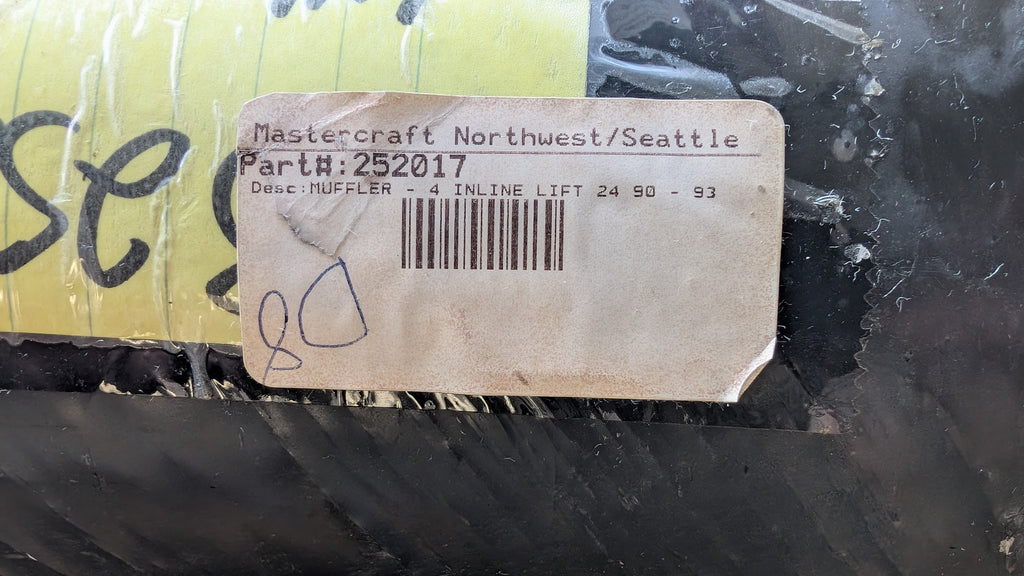 Mastercraft Northwest/Seattle
Part#:252017
Desc:MUFFLER - 4 INLINE LIFT 24 90 - 93
80